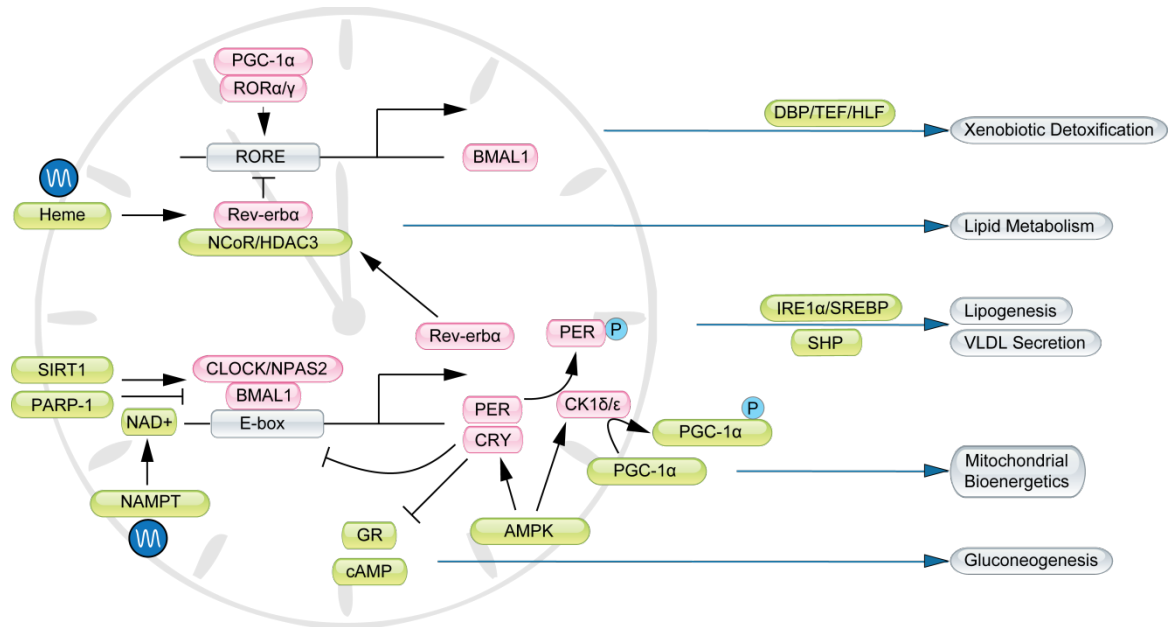 PGC-1α
RORα/γ
DBP/TEF/HLF
Xenobiotic Detoxification
RORE
BMAL1
Heme
Rev-erbα
NCoR/HDAC3
Lipid Metabolism
IRE1α/SREBP
Lipogenesis
SHP
VLDL Secretion
Rev-erbα
PER
P
SIRT1
CLOCK/NPAS2
PARP-1
BMAL1
NAD+
E-box
PER
CRY
CK1δ/ε
P
PGC-1α
PGC-1α
Mitochondrial
Bioenergetics
NAMPT
GR
AMPK
cAMP
Gluconeogenesis